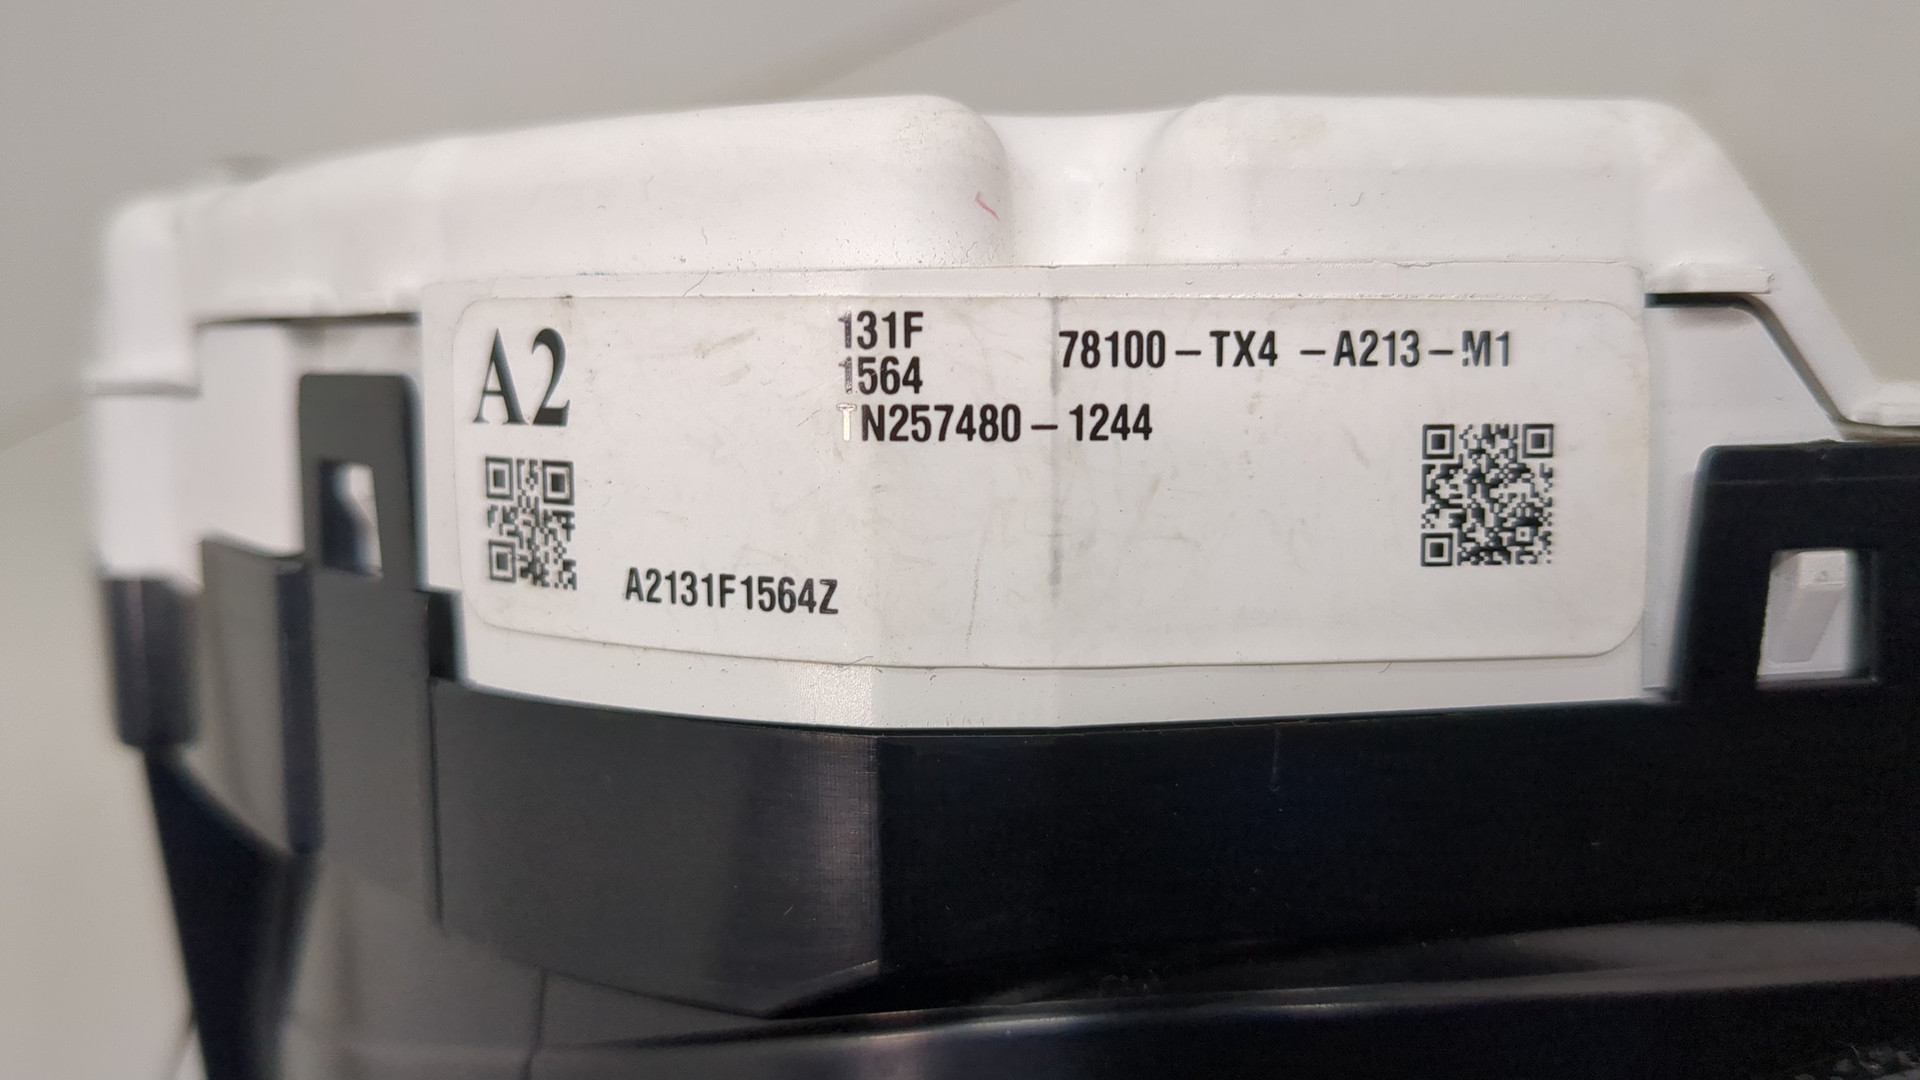 A2
131F
1564
TN257480-1244
78100-TX4 -A213-M1
A2131F1564Z